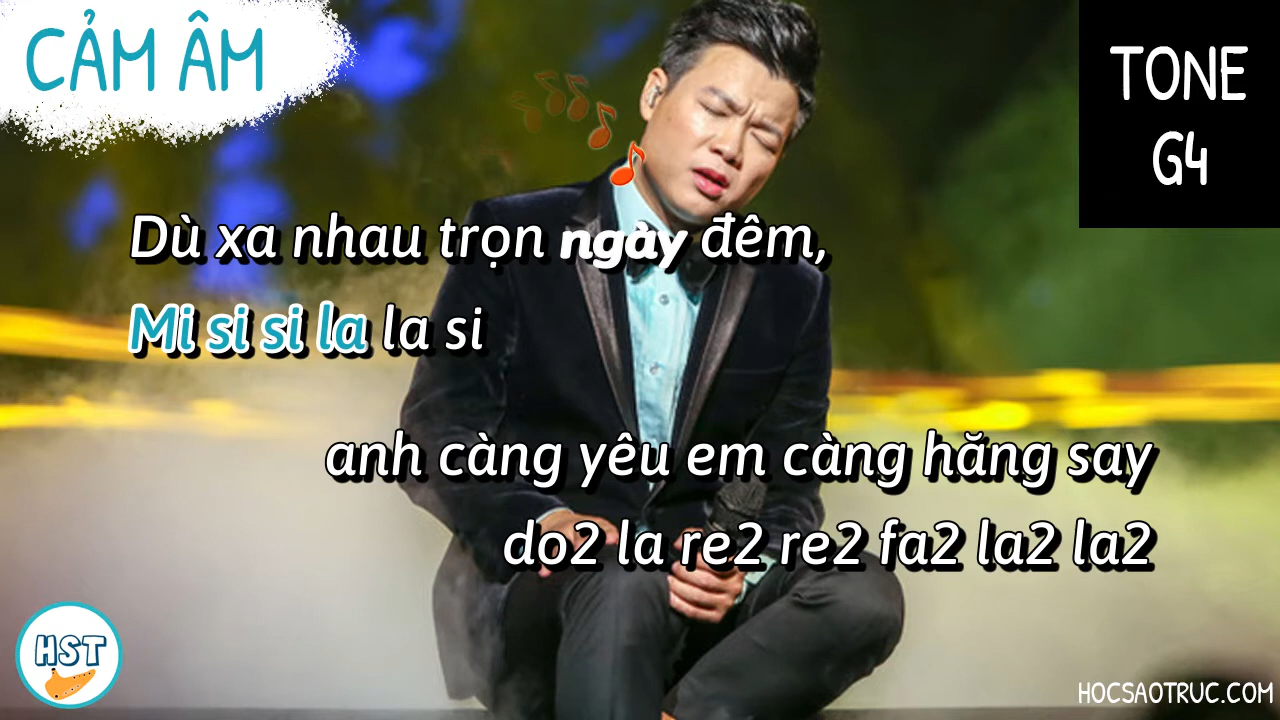 CẢM ÂM
TONE
G4
Dù xa nhau trọn ngày đêm,
Mi si si la la si
anh càng yêu em càng hăng say
do2 la re2 re2 fa2 la2 la2
HST
HOCSAOTRUC.COM